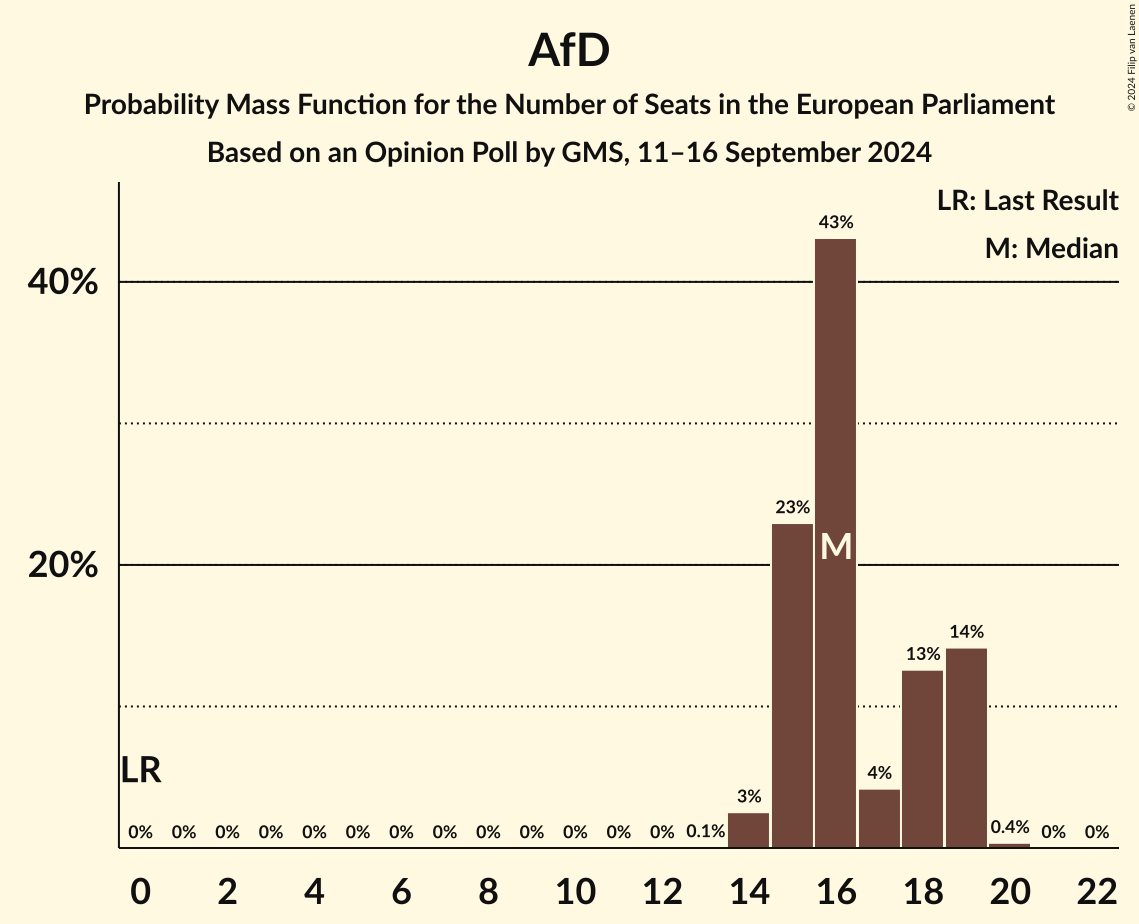 AfD
Probability Mass Function for the Number of Seats in the European Parliament
Based on an Opinion Poll by GMS, 11–16 September 2024
© 2024 Filip van Laenen
LR: Last Result
M: Median
43%
40%
23%
M
20%
14%
13%
LR
4%
3%
0% 0% 0% 0% 0% 0% 0% 0% 0% 0% 0% 0% 0% 0.1% 0.4% 0% 0%
0 2 4 6 8 10 12 14 16 18 20 22